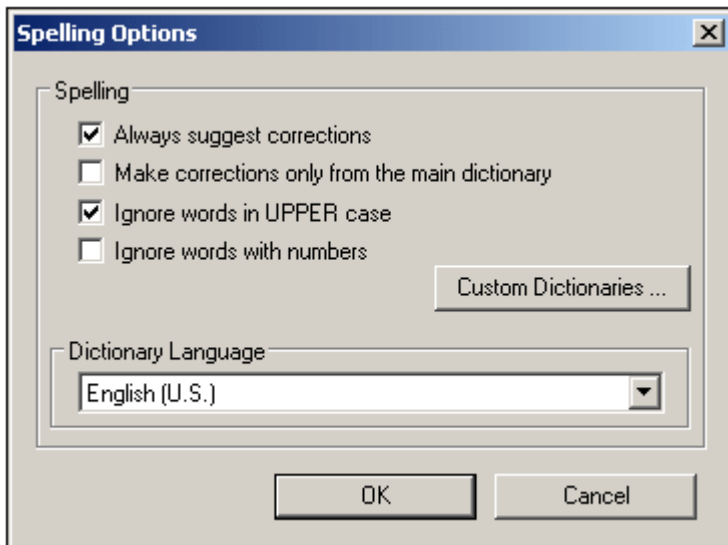 Spelling Options
Spelling
Always suggest corrections
Make corrections only from the main dictionary
Ignore words in UPPER case
Ignore words with numbers
Custom Dictionaries ...
Dictionary Language
English (U.S.)
OK Cancel